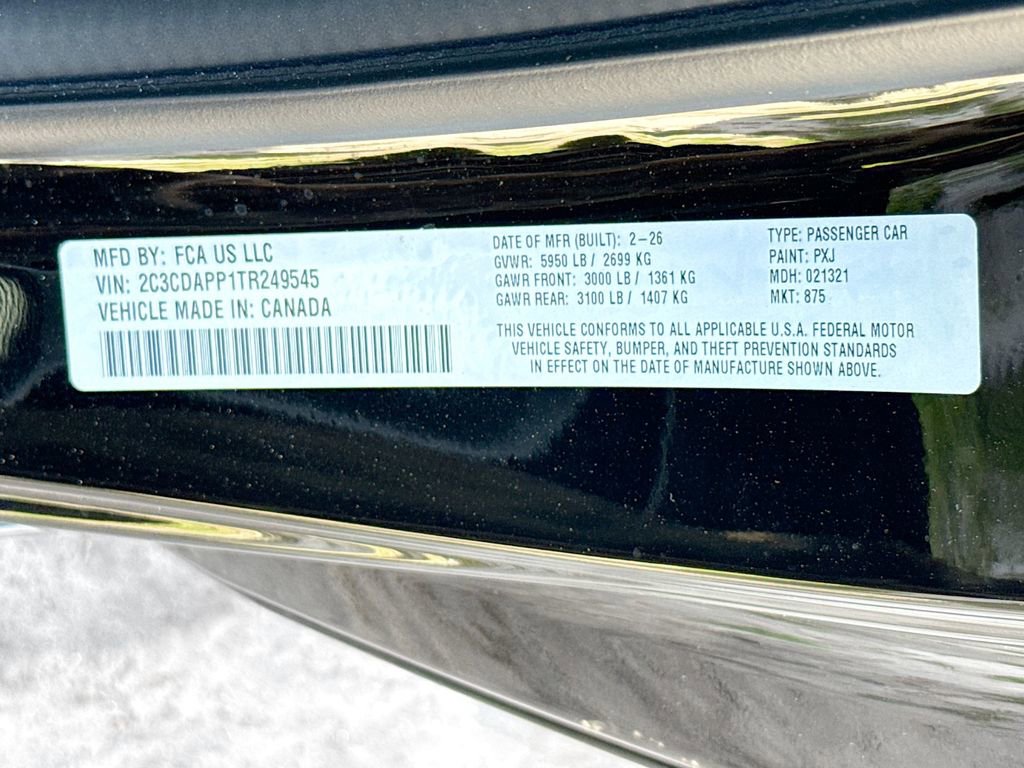 MFD BY: FCA US LLC
VIN: 2C3CDAPP1TR249545
VEHICLE MADE IN: CANADA
DATE OF MFR (BUILT): 2-26
GVWR: 5950 LB / 2699 KG
GAWR FRONT: 3000 LB / 1361 KG
GAWR REAR: 3100 LB / 1407 KG
TYPE: PASSENGER CAR
PAINT: PXJ
MDH: 021321
MKT: 875
THIS VEHICLE CONFORMS TO ALL APPLICABLE U.S.A. FEDERAL MOTOR
VEHICLE SAFETY, BUMPER, AND THEFT PREVENTION STANDARDS
IN EFFECT ON THE DATE OF MANUFACTURE SHOWN ABOVE.